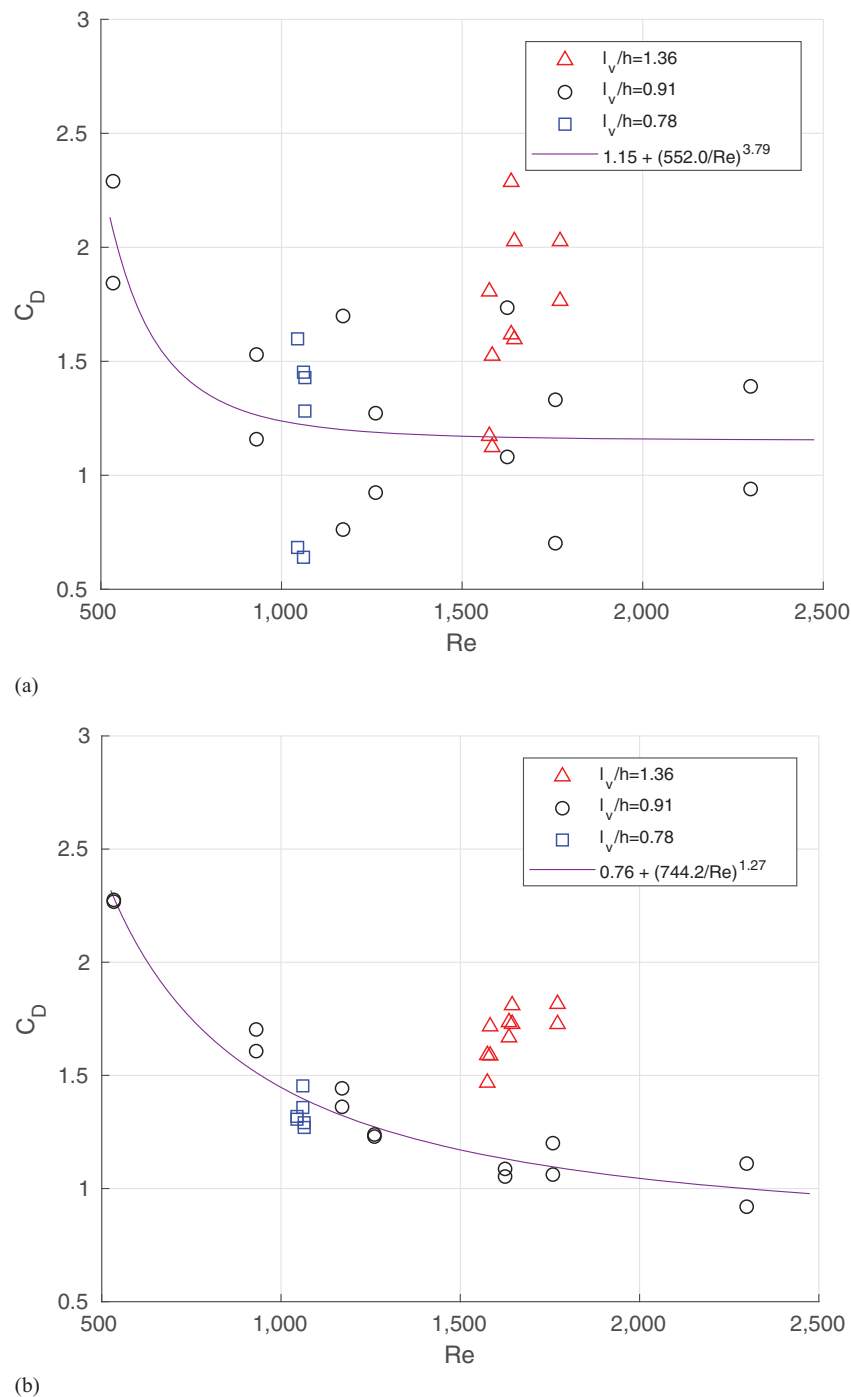 3
2.5
2
1.5
1
0.5
C_D
500 1,000 1,500 2,000 2,500
Re
l_v/h=1.36
l_v/h=0.91
l_v/h=0.78
1.15 + (552.0/Re)^3.79
(a)
3
2.5
2
1.5
1
0.5
C_D
500 1,000 1,500 2,000 2,500
Re
l_v/h=1.36
l_v/h=0.91
l_v/h=0.78
0.76 + (744.2/Re)^1.27
(b)